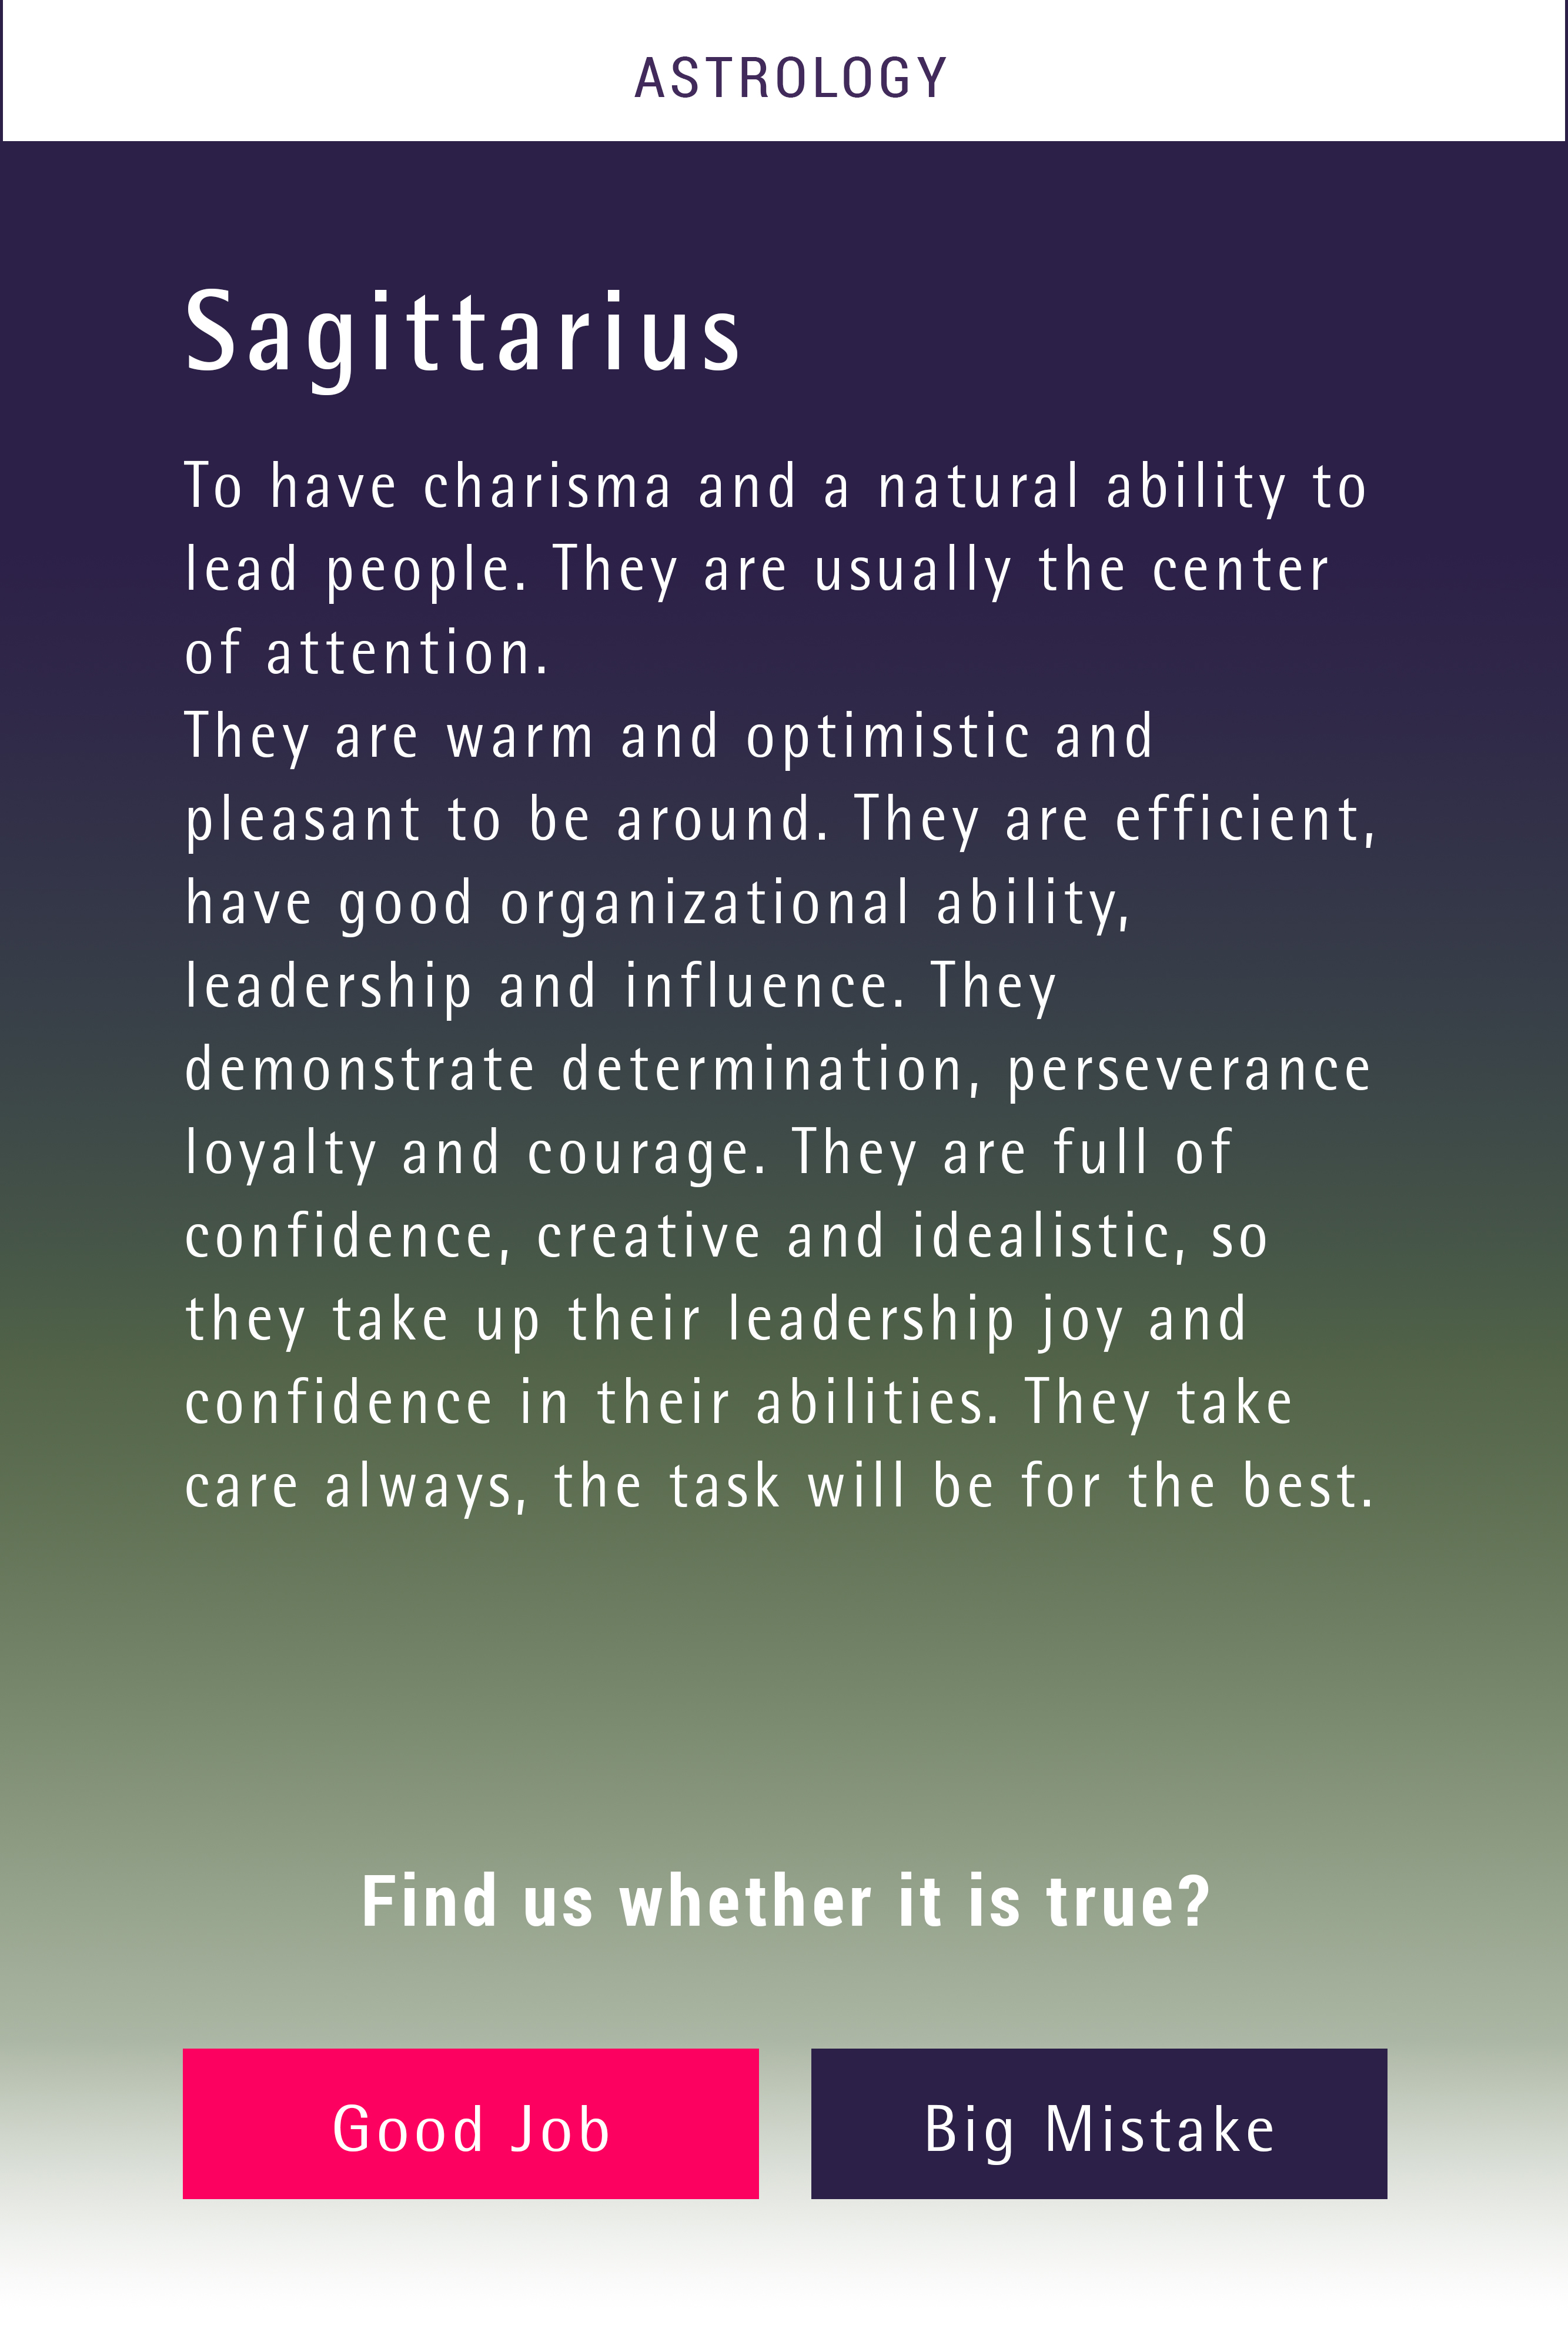 ASTROLOGY
Sagittarius
To have charisma and a natural ability to
lead people. They are usually the center
of attention.
They are warm and optimistic and
pleasant to be around. They are efficient,
have good organizational ability,
leadership and influence. They
demonstrate determination, perseverance
loyalty and courage. They are full of
confidence, creative and idealistic, so
they take up their leadership joy and
confidence in their abilities. They take
care always, the task will be for the best.
Find us whether it is true?
Good Job
Big Mistake